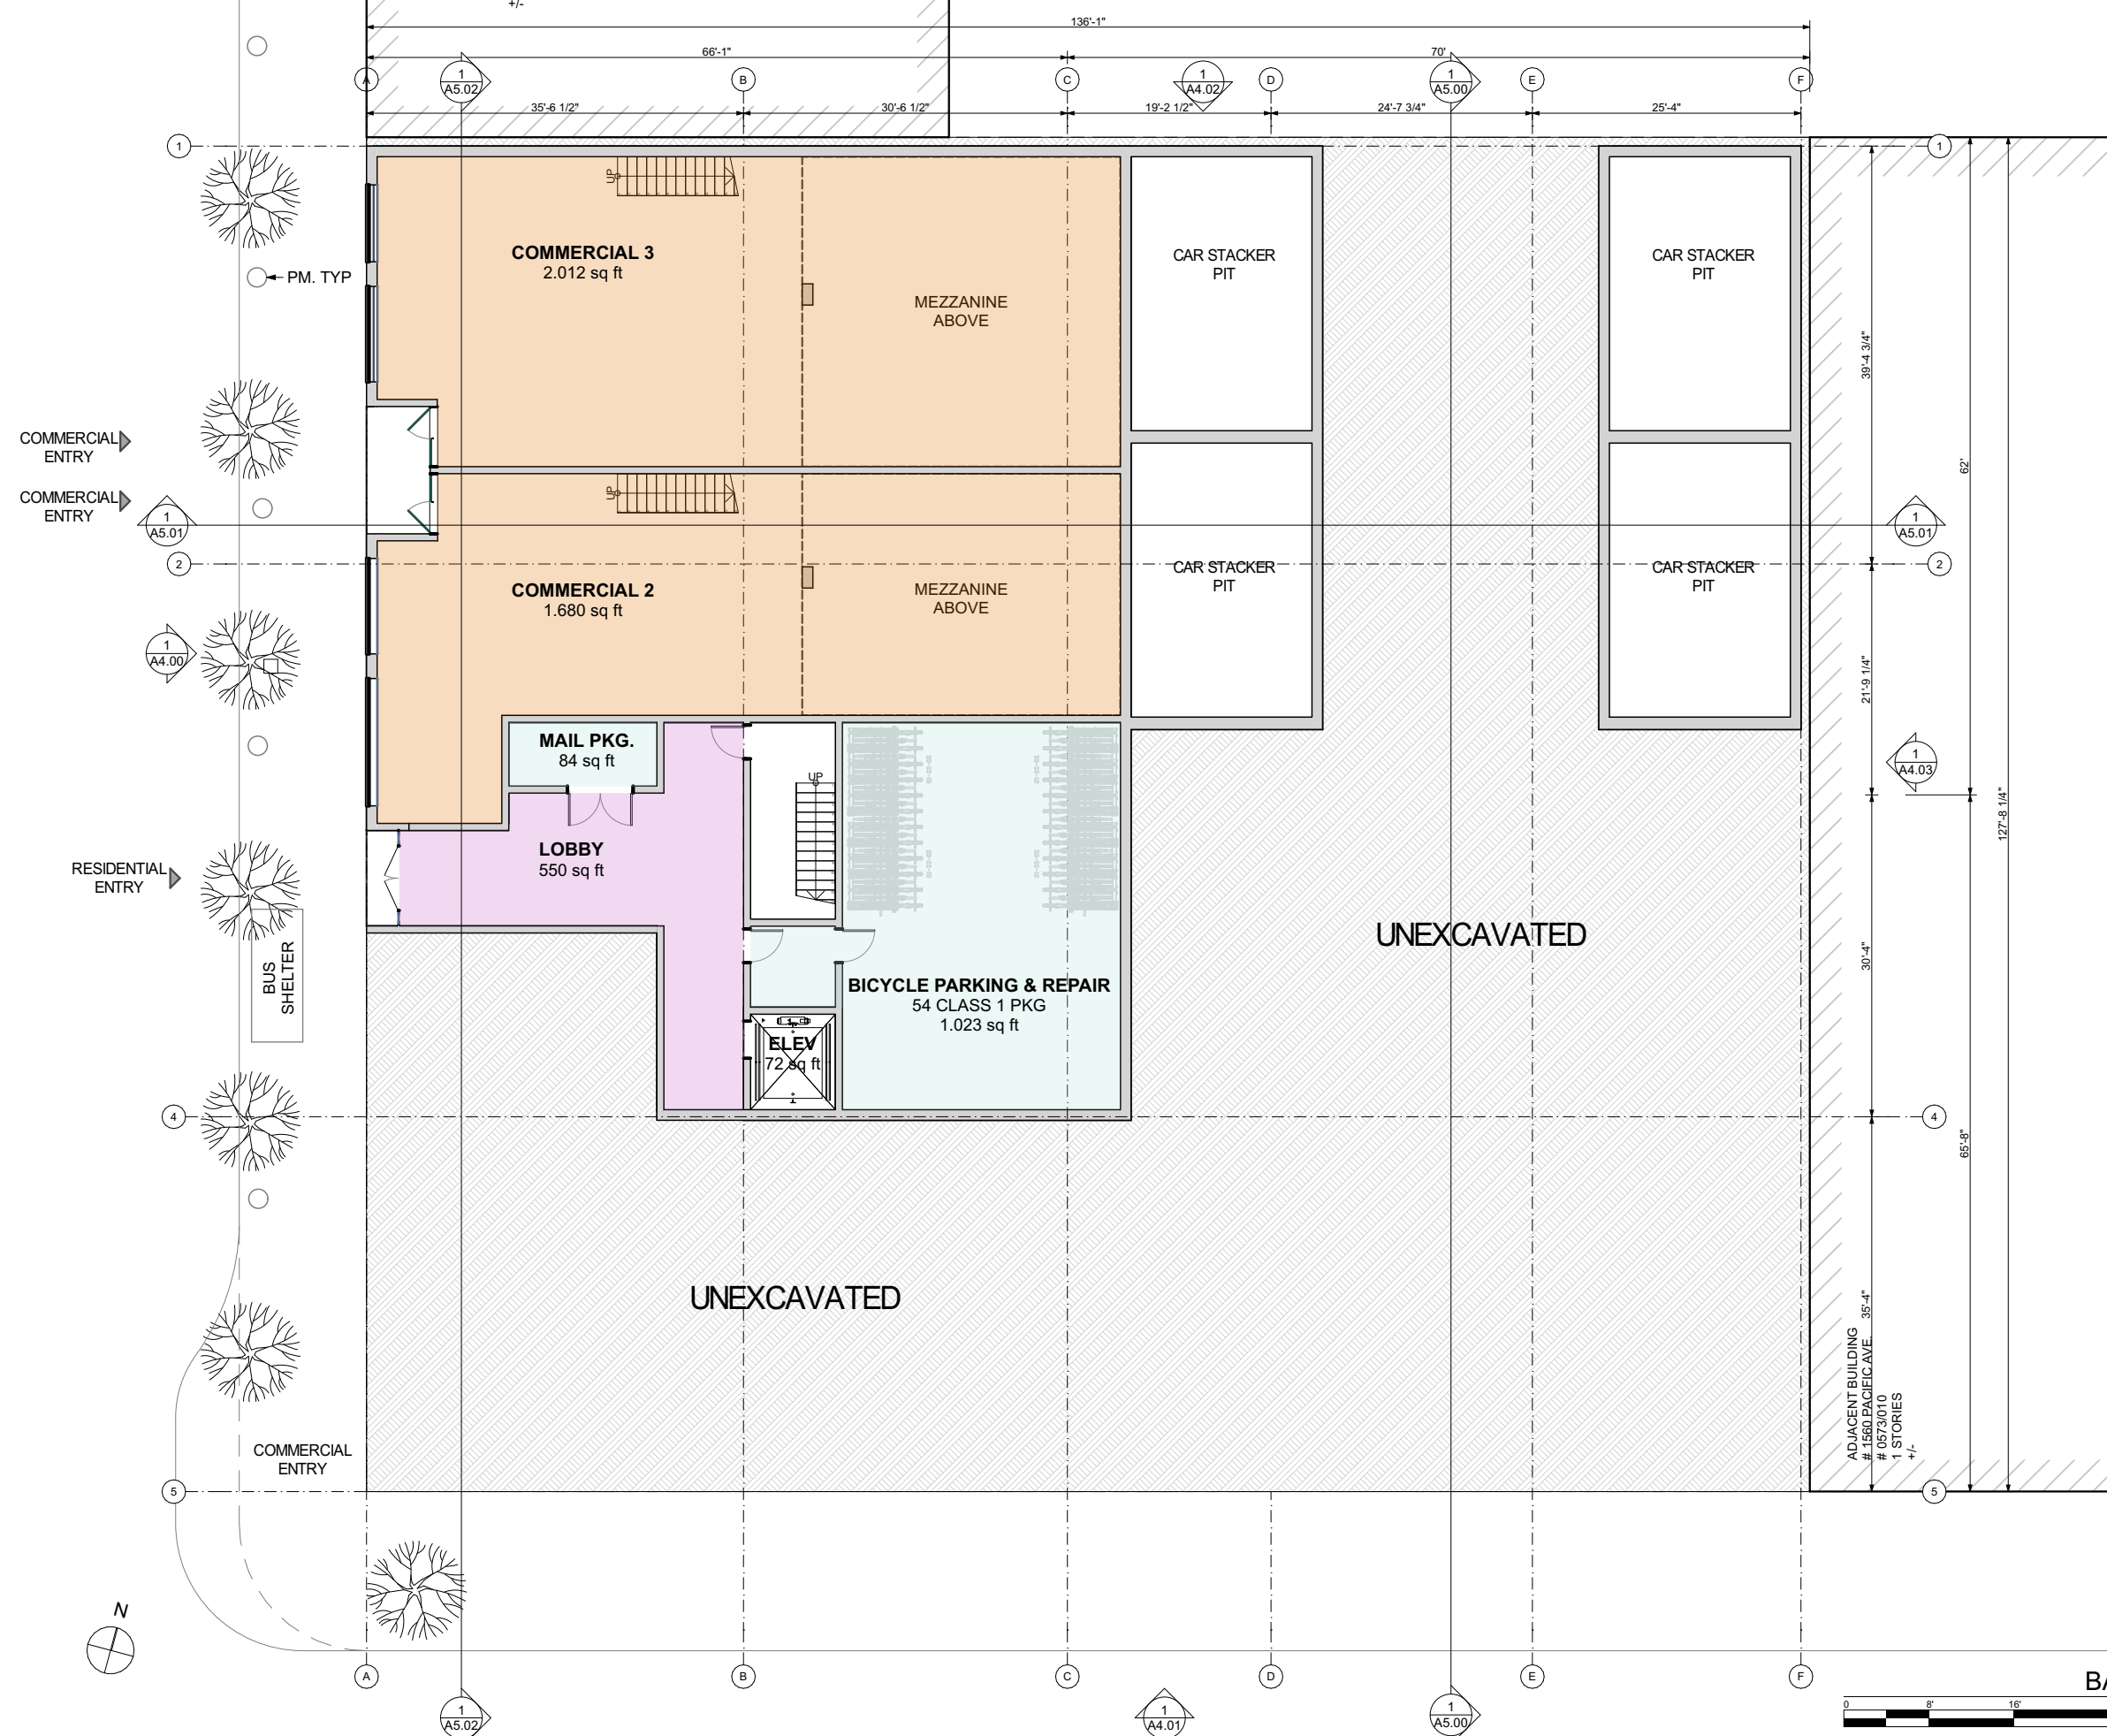 +/-
136'-1"
66'-1"
70'
A
1
A5.02
B
C
1
A4.02
D
1
A5.00
E
F
35'-6 1/2"
30'-6 1/2"
19'-2 1/2"
24'-7 3/4"
25'-4"
1
1
UP
COMMERCIAL 3
2.012 sq ft
CAR STACKER
PIT
CAR STACKER
PIT
PM. TYP
MEZZANINE
ABOVE
39'-4 3/4"
COMMERCIAL
ENTRY
62'
COMMERCIAL
ENTRY
UP
1
A5.01
1
A5.01
2
2
COMMERCIAL 2
1.680 sq ft
MEZZANINE
ABOVE
CAR STACKER
PIT
CAR STACKER
PIT
1
A4.00
21'-9 1/4"
MAIL PKG.
84 sq ft
UP
1
A4.03
127'-8 1/4"
LOBBY
550 sq ft
RESIDENTIAL
ENTRY
UNEXCAVATED
30'-4"
BUS
SHELTER
BICYCLE PARKING & REPAIR
54 CLASS 1 PKG
1.023 sq ft
ELEV
72 sq ft
4
4
65'-8"
UNEXCAVATED
35'-4"
ADJACENT BUILDING
# 1560 PACIFIC AVE.
# 0573/010
1 STORIES
+/-
COMMERCIAL
ENTRY
5
5
N
A
B
C
D
E
F
1
A5.02
1
A4.01
1
A5.00
BA
0
8'
16'